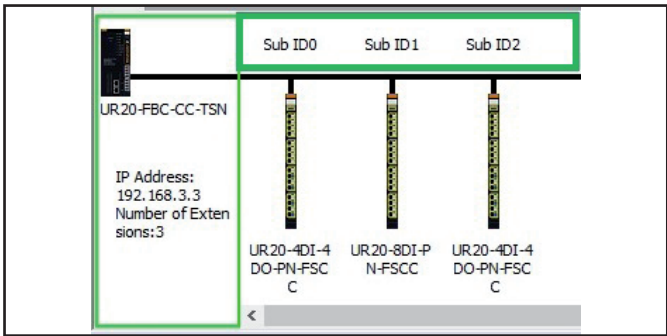 Sub ID0 Sub ID1 Sub ID2
UR20-FBC-CC-TSN
IP Address:
192.168.3.3
Number of Exten
sions:3
UR20-4DI-4
DO-PN-FSC
C
UR20-8DI-P
N-FSCC
UR20-4DI-4
DO-PN-FSC
C